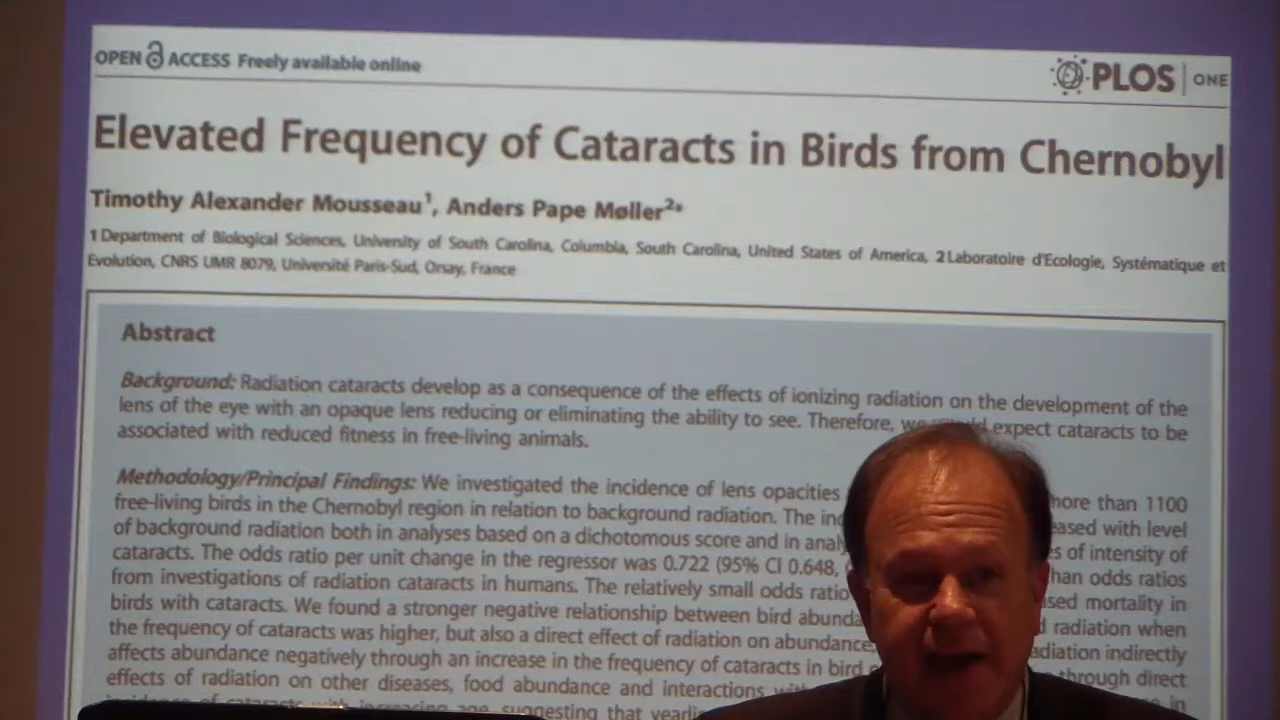 OPEN ACCESS Freely available online
PLOS ONE
Elevated Frequency of Cataracts in Birds from Chernobyl
Timothy Alexander Mousseau1, Anders Pape Møller2*
1 Department of Biological Sciences, University of South Carolina, Columbia, South Carolina, United States of America, 2 Laboratoire d'Ecologie, Systématique et
Evolution, CNRS UMR 8079, Université Paris-Sud, Orsay, France
Abstract
Background: Radiation cataracts develop as a consequence of the effects of ionizing radiation on the development of the
lens of the eye with an opaque lens reducing or eliminating the ability to see. Therefore, we would expect cataracts to be
associated with reduced fitness in free-living animals.
Methodology/Principal Findings: We investigated the incidence of lens opacities more than 1100
free-living birds in the Chernobyl region in relation to background radiation. The level
of background radiation both in analyses based on a dichotomous score and in of intensity of
cataracts. The odds ratio per unit change in the regressor was 0.722 (95% CI 0.648, than odds ratios
from investigations of radiation cataracts in humans. The relatively small odds ratio mortality in
birds with cataracts. We found a stronger negative relationship between bird radiation when
the frequency of cataracts was higher, but also a direct effect of radiation on abundance, indirectly
affects abundance negatively through an increase in the frequency of cataracts in bird through direct
effects of radiation on other diseases, food abundance and interactions
incidence of cataracts with increasing age suggesting that in